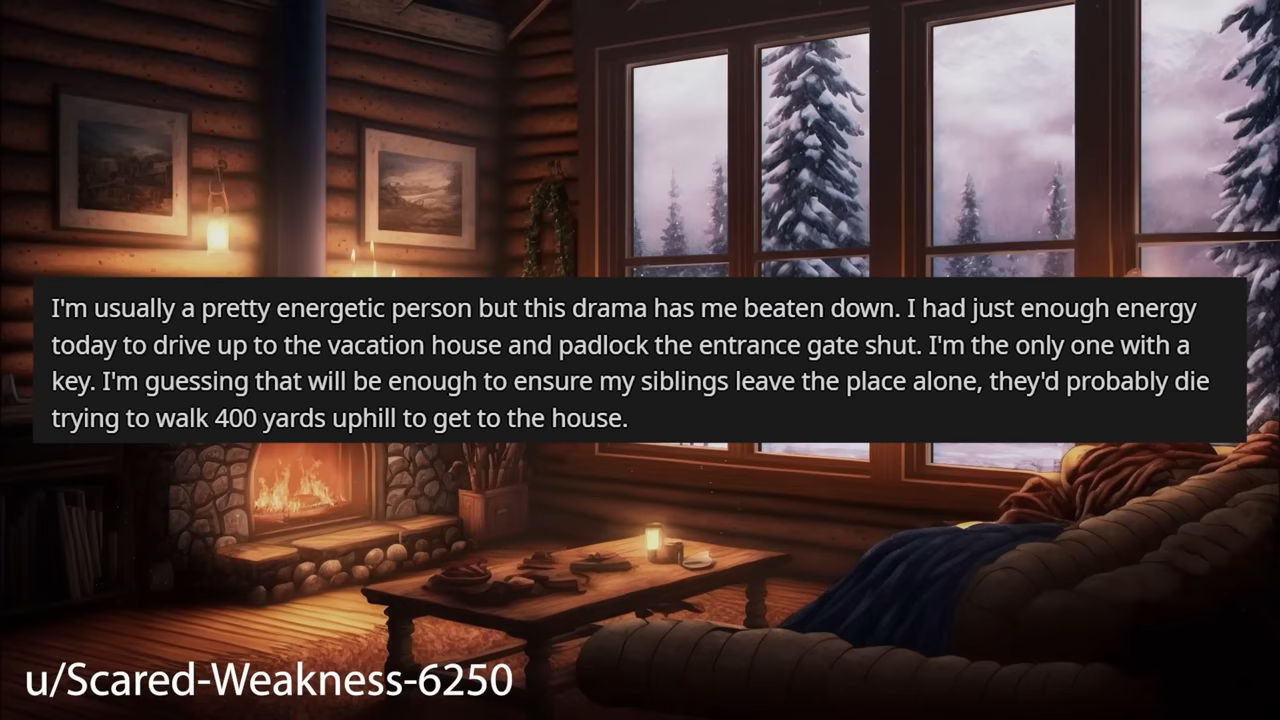 I'm usually a pretty energetic person but this drama has me beaten down. I had just enough energy
today to drive up to the vacation house and padlock the entrance gate shut. I'm the only one with a
key. I'm guessing that will be enough to ensure my siblings leave the place alone, they'd probably die
trying to walk 400 yards uphill to get to the house.
u/Scared-Weakness-6250